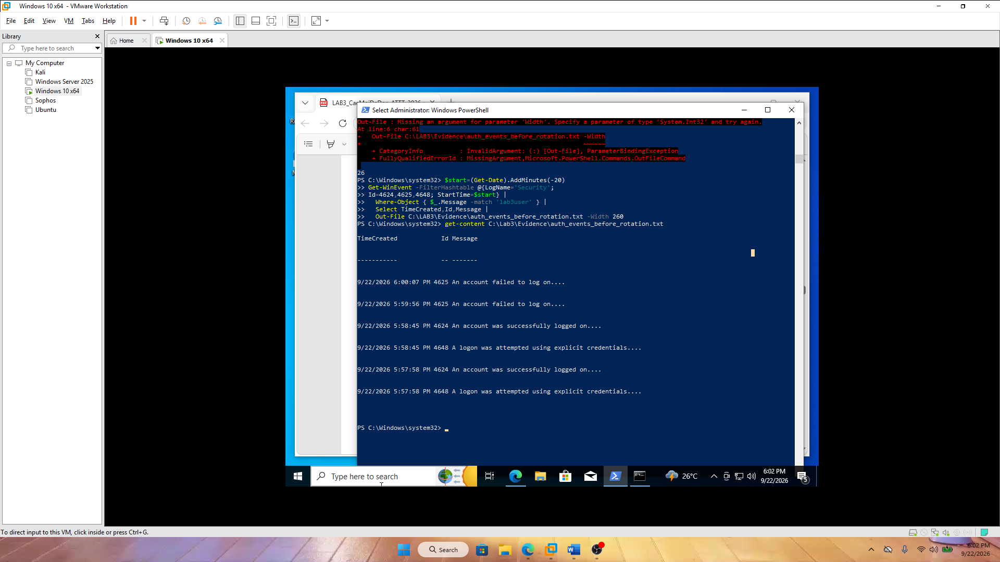 Windows 10 x64 - VMware Workstation
File Edit View VM Tabs Help
Library
Type here to search
My Computer
Kali
Windows Server 2025
Windows 10 x64
Sophos
Ubuntu
Home
Windows 10 x64
Select Administrator: Windows PowerShell
Out-File : Missing an argument for parameter 'Width'. Specify a parameter of type 'System.Int32' and try again.
At line:6 char:61
+   Out-File C:\LAB3\Evidence\auth_events_before_rotation.txt -Width
+                                                             ~~~~~~
    + CategoryInfo          : InvalidArgument: (:) [Out-File], ParameterBindingException
    + FullyQualifiedErrorId : MissingArgument,Microsoft.PowerShell.Commands.OutFileCommand
26
PS C:\Windows\system32> $start=(Get-Date).AddMinutes(-20)
>> Get-WinEvent -FilterHashtable @{LogName='Security';
>> Id=4624,4625,4648; StartTime=$start} |
>>   Where-Object { $_.Message -match 'lab3user' } |
>>   Select TimeCreated,Id,Message |
>>   Out-File C:\LAB3\Evidence\auth_events_before_rotation.txt -Width 260
PS C:\Windows\system32> get-content C:\Lab3\Evidence\auth_events_before_rotation.txt
TimeCreated            Id Message
-----------            -- -------
9/22/2026 6:00:07 PM 4625 An account failed to log on....
9/22/2026 5:59:56 PM 4625 An account failed to log on....
9/22/2026 5:58:45 PM 4624 An account was successfully logged on....
9/22/2026 5:58:45 PM 4648 A logon was attempted using explicit credentials....
9/22/2026 5:57:58 PM 4624 An account was successfully logged on....
9/22/2026 5:57:58 PM 4648 A logon was attempted using explicit credentials....
PS C:\Windows\system32>
Type here to search
26°C
6:02 PM
9/22/2026
5
To direct input to this VM, click inside or press Ctrl+G.
Search
6:02 PM
9/22/2026